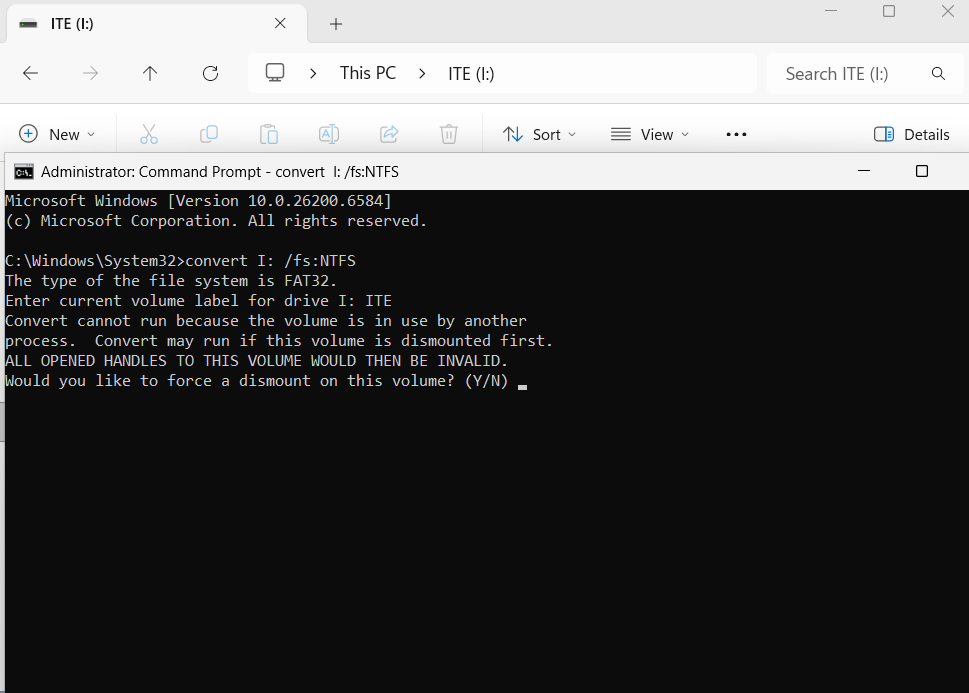 ITE (I:)
This PC
ITE (I:)
Search ITE (I:)
New
Sort
View
Details
Administrator: Command Prompt - convert  I: /fs:NTFS
Microsoft Windows [Version 10.0.26200.6584]
(c) Microsoft Corporation. All rights reserved.
C:\Windows\System32>convert I: /fs:NTFS
The type of the file system is FAT32.
Enter current volume label for drive I: ITE
Convert cannot run because the volume is in use by another
process.  Convert may run if this volume is dismounted first.
ALL OPENED HANDLES TO THIS VOLUME WOULD THEN BE INVALID.
Would you like to force a dismount on this volume? (Y/N)